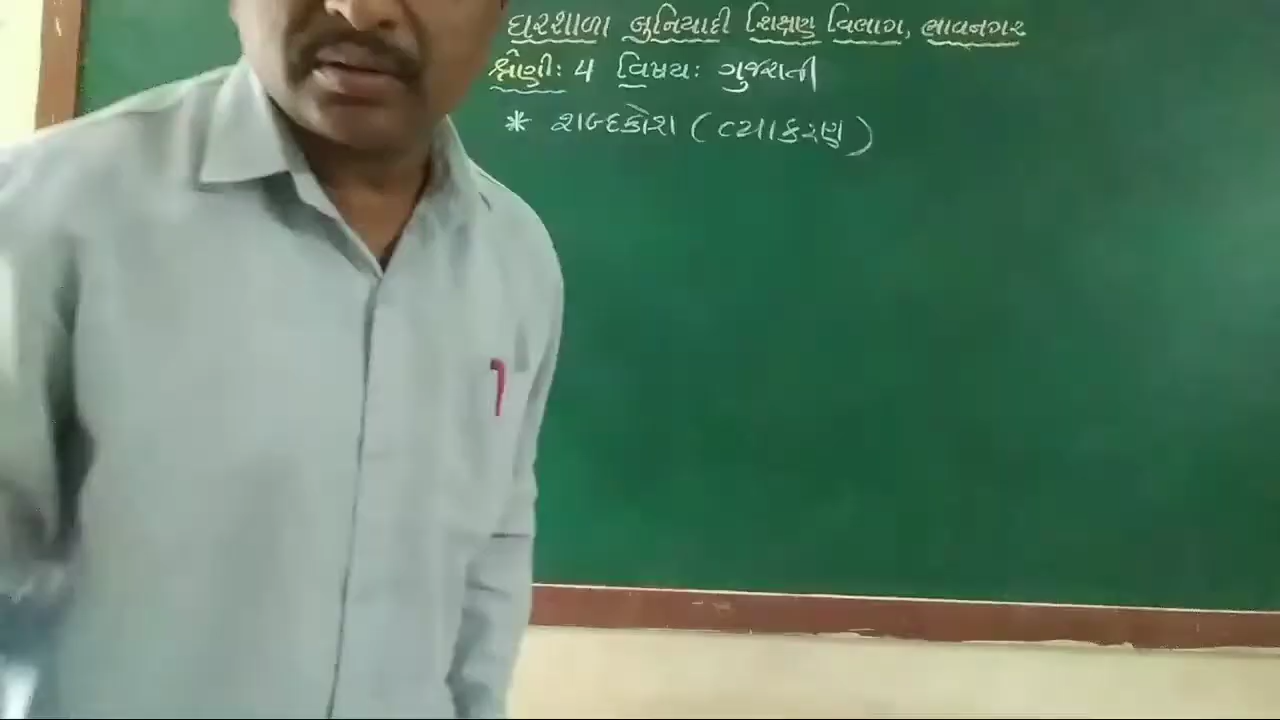 ઘરશાળા બુનિયાદી શિક્ષણ વિભાગ, ભાવનગર
શ્રેણી: 4 વિષય: ગુજરાતી
* શબ્દકોશ (વ્યાકરણ)